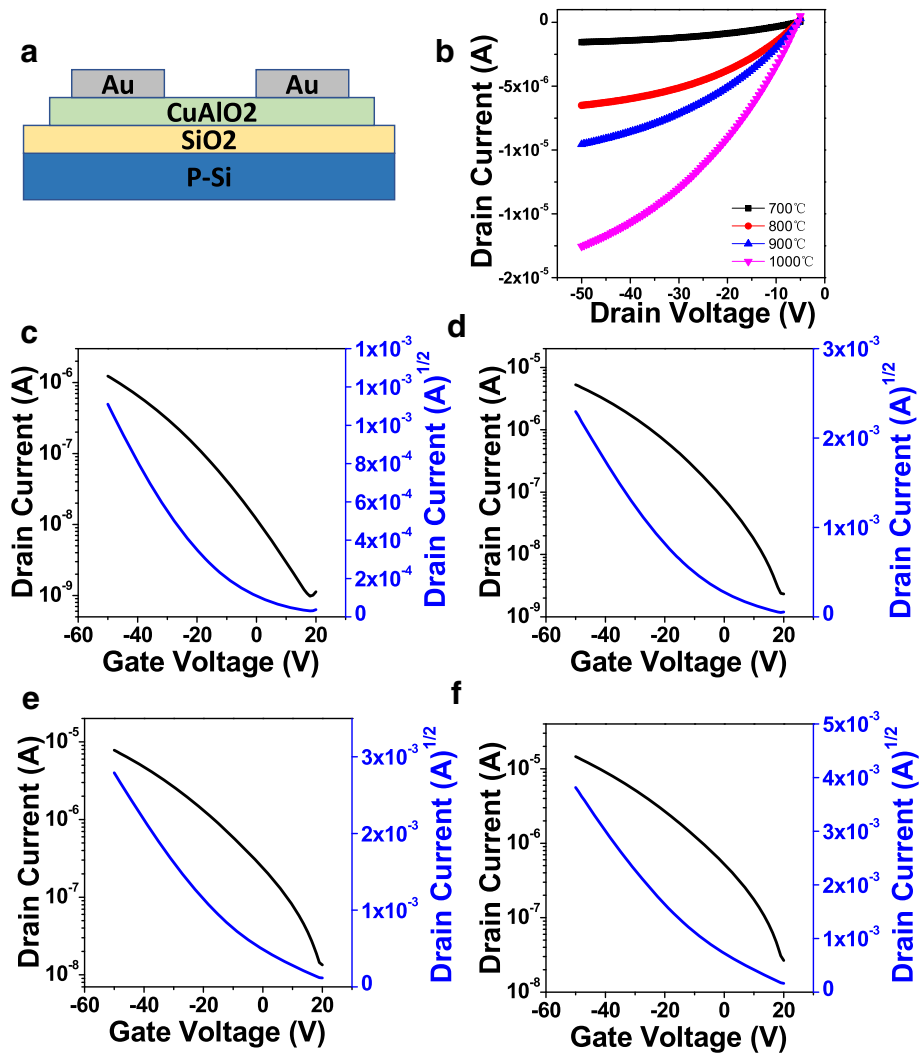 a
Au
Au
CuAlO2
SiO2
P-Si
b
Drain Current (A)
0
-5x10⁻⁶
-1x10⁻⁵
-1x10⁻⁵
-2x10⁻⁵
700℃
800℃
900℃
1000℃
-50 -40 -30 -20 -10 0
Drain Voltage (V)
c
Drain Current (A)
10⁻⁶
10⁻⁷
10⁻⁸
10⁻⁹
-60 -40 -20 0 20
Gate Voltage (V)
1x10⁻³
1x10⁻³
1x10⁻³
8x10⁻⁴
6x10⁻⁴
4x10⁻⁴
2x10⁻⁴
0
Drain Current (A)¹/²
d
Drain Current (A)
10⁻⁵
10⁻⁶
10⁻⁷
10⁻⁸
10⁻⁹
-60 -40 -20 0 20
Gate Voltage (V)
3x10⁻³
2x10⁻³
1x10⁻³
0
Drain Current (A)¹/²
e
Drain Current (A)
10⁻⁵
10⁻⁶
10⁻⁷
10⁻⁸
-60 -40 -20 0 20
Gate Voltage (V)
3x10⁻³
2x10⁻³
1x10⁻³
0
Drain Current (A)¹/²
f
Drain Current (A)
10⁻⁵
10⁻⁶
10⁻⁷
10⁻⁸
-60 -40 -20 0 20
Gate Voltage (V)
5x10⁻³
4x10⁻³
3x10⁻³
2x10⁻³
1x10⁻³
0
Drain Current (A)¹/²